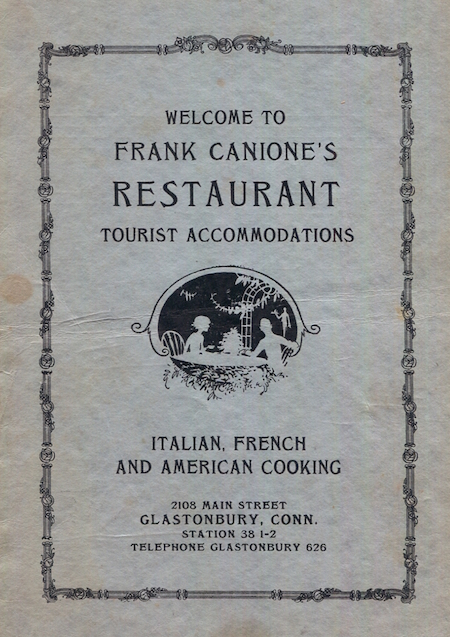 WELCOME TO
FRANK CANIONE'S
RESTAURANT
TOURIST ACCOMMODATIONS
ITALIAN, FRENCH
AND AMERICAN COOKING
2108 MAIN STREET
GLASTONBURY, CONN.
STATION 38 1-2
TELEPHONE GLASTONBURY 626